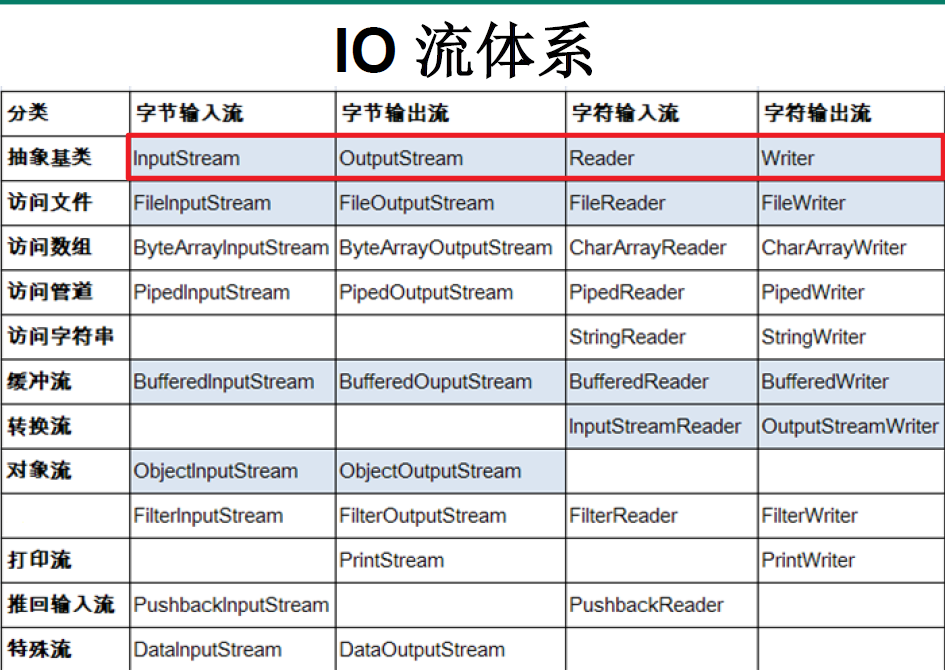 IO 流体系
分类 字节输入流 字节输出流 字符输入流 字符输出流
抽象基类 InputStream OutputStream Reader Writer
访问文件 FileInputStream FileOutputStream FileReader FileWriter
访问数组 ByteArrayInputStream ByteArrayOutputStream CharArrayReader CharArrayWriter
访问管道 PipedInputStream PipedOutputStream PipedReader PipedWriter
访问字符串 StringReader StringWriter
缓冲流 BufferedInputStream BufferedOuputStream BufferedReader BufferedWriter
转换流 InputStreamReader OutputStreamWriter
对象流 ObjectInputStream ObjectOutputStream
FilterInputStream FilterOutputStream FilterReader FilterWriter
打印流 PrintStream PrintWriter
推回输入流 PushbackInputStream PushbackReader
特殊流 DataInputStream DataOutputStream